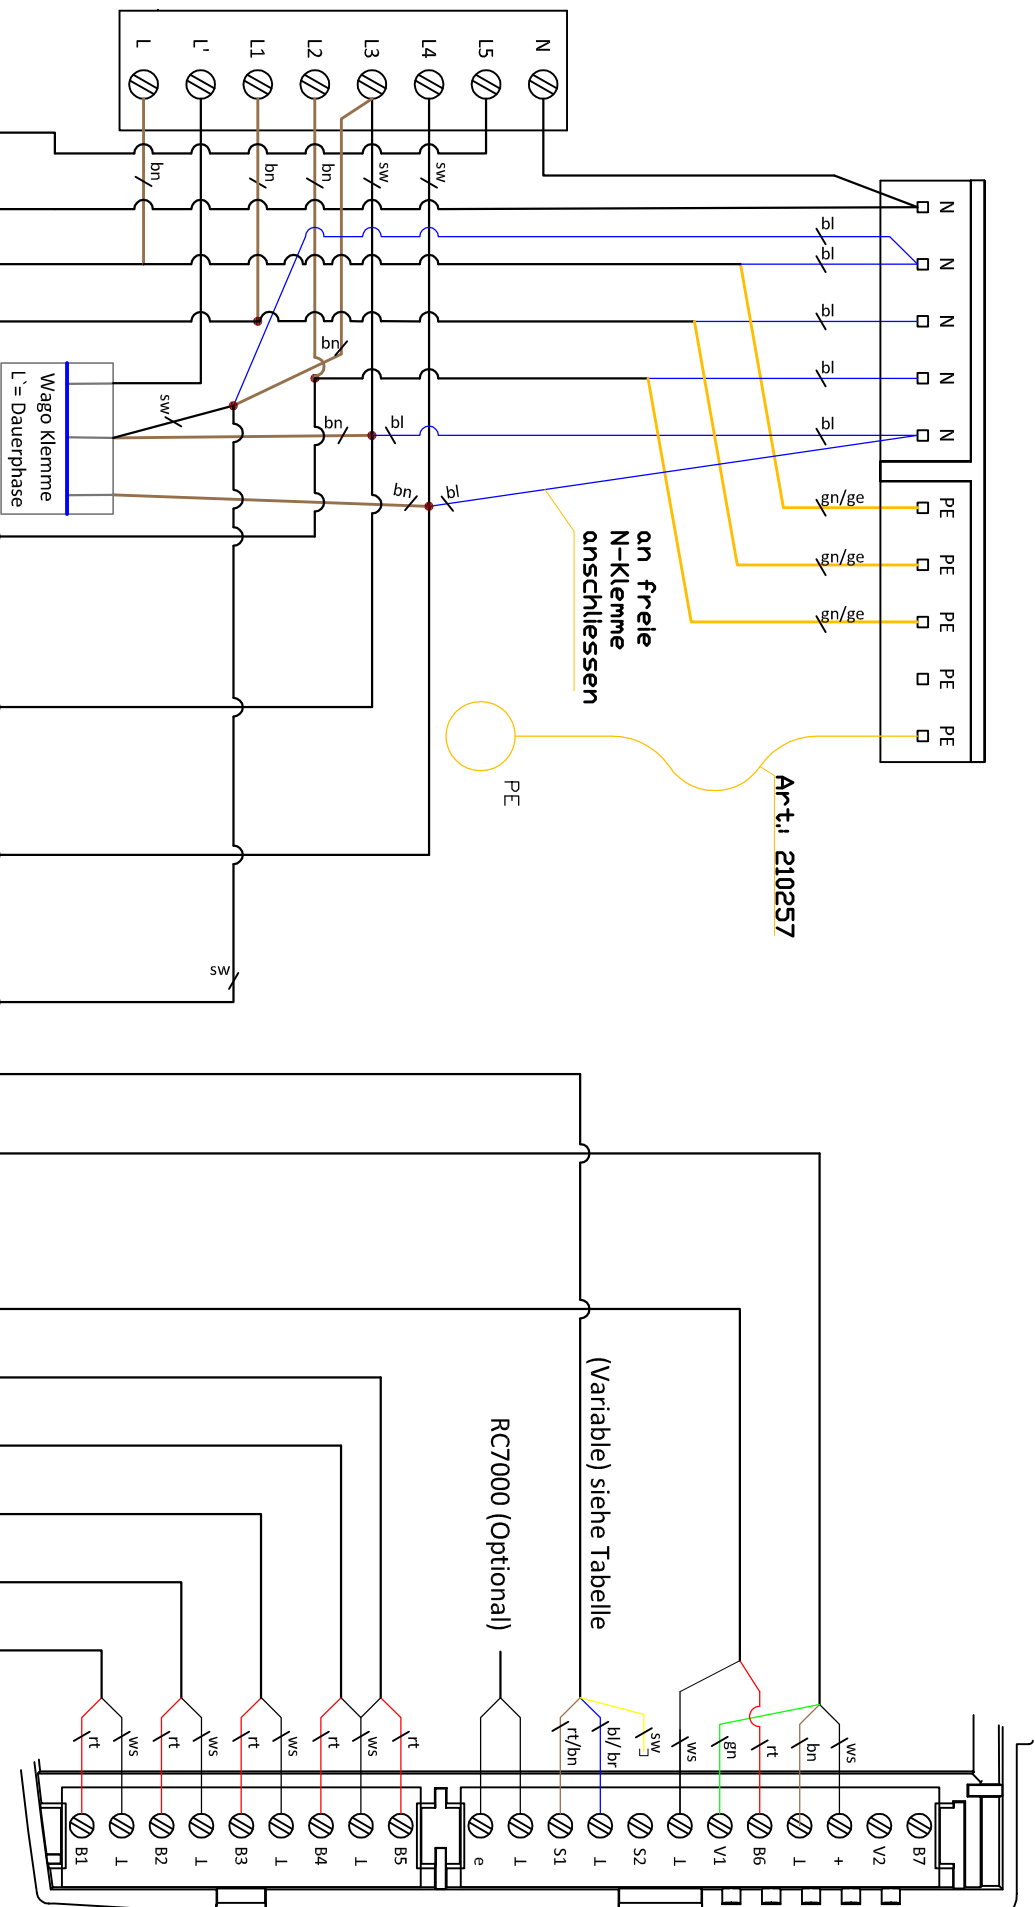 L
L'
L1
L2
L3
L4
L5
N
bn
bn
bn
sw
sw
N
N
N
N
N
PE
PE
PE
PE
PE
bl
bl
bl
bl
bl
gn/ge
gn/ge
gn/ge
bn
sw
bn
bl
bn
bl
sw
Wago Klemme
L`= Dauerphase
an freie
N-Klemme
anschliessen
PE
Art.: 210257
(Variable) siehe Tabelle
RC7000 (Optional)
rt
ws
rt
ws
rt
ws
rt
ws
rt
rt/bn
bl/ br
sw
ws
gn
rt
bn
ws
B1
⊥
B2
⊥
B3
⊥
B4
⊥
B5
e
⊥
S1
⊥
S2
⊥
V1
B6
⊥
+
V2
B7